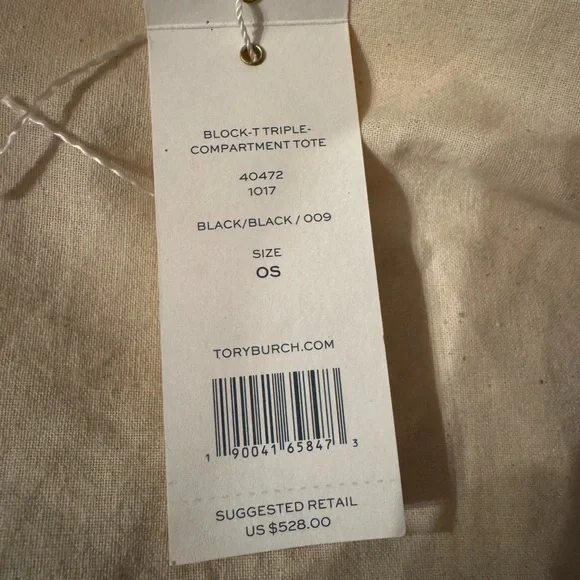 BLOCK-T TRIPLE-
COMPARTMENT TOTE
40472
1017
BLACK/BLACK / 009
SIZE
OS
TORYBURCH.COM
1 90041 65847 3
SUGGESTED RETAIL
US $528.00